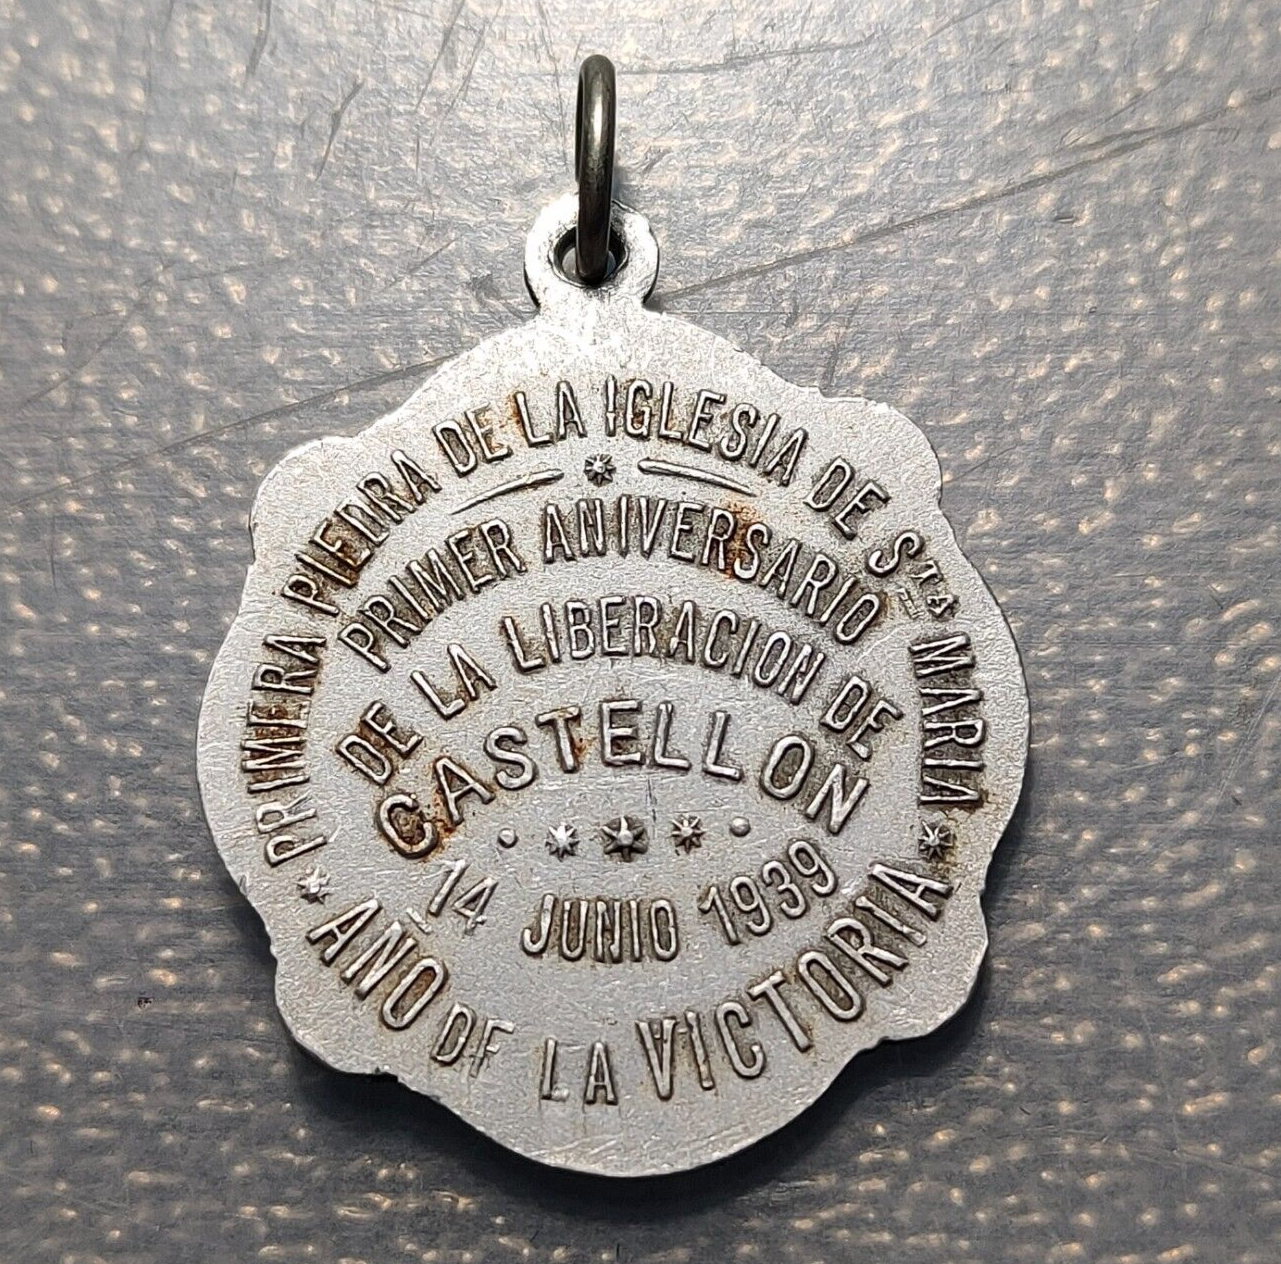 PRIMERA PIEDRA DE LA IGLESIA DE Sta MARIA
PRIMER ANIVERSARIO
DE LA LIBERACION DE
CASTELLON
14 JUNIO 1939
AÑO DE LA VICTORIA